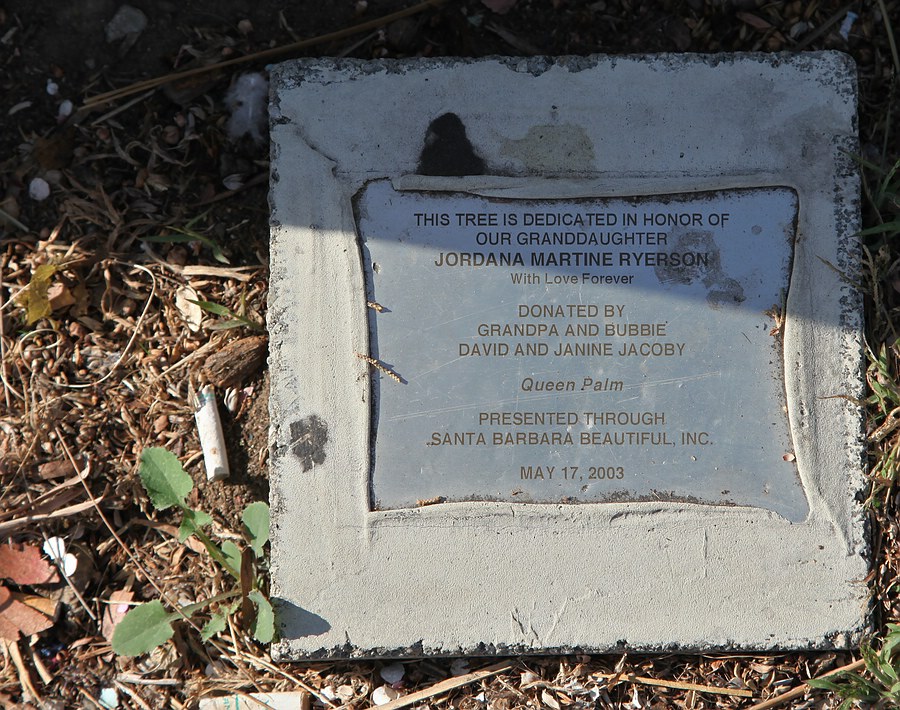 THIS TREE IS DEDICATED IN HONOR OF
OUR GRANDDAUGHTER
JORDANA MARTINE RYERSON
With Love Forever
DONATED BY
GRANDPA AND BUBBIE
DAVID AND JANINE JACOBY
Queen Palm
PRESENTED THROUGH
SANTA BARBARA BEAUTIFUL, INC.
MAY 17, 2003